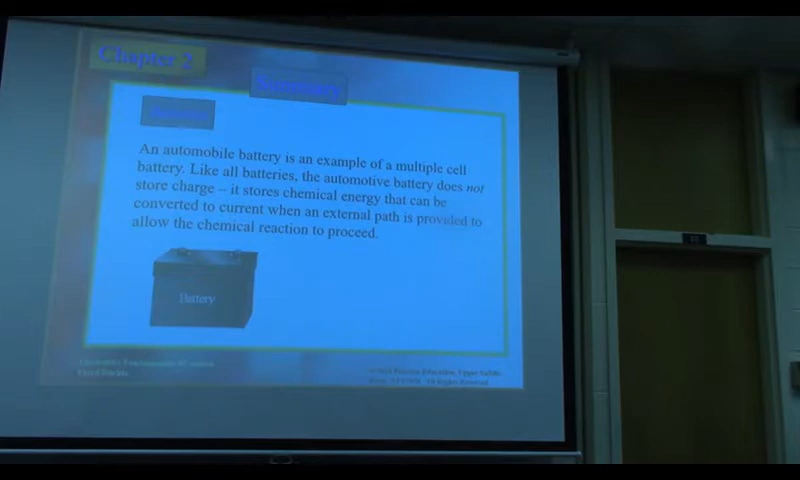 Chapter 2
Summary
An automobile battery is an example of a multiple cell
battery. Like all batteries, the automotive battery does not
store charge – it stores chemical energy that can be
converted to current when an external path is provided to
allow the chemical reaction to proceed.
Battery